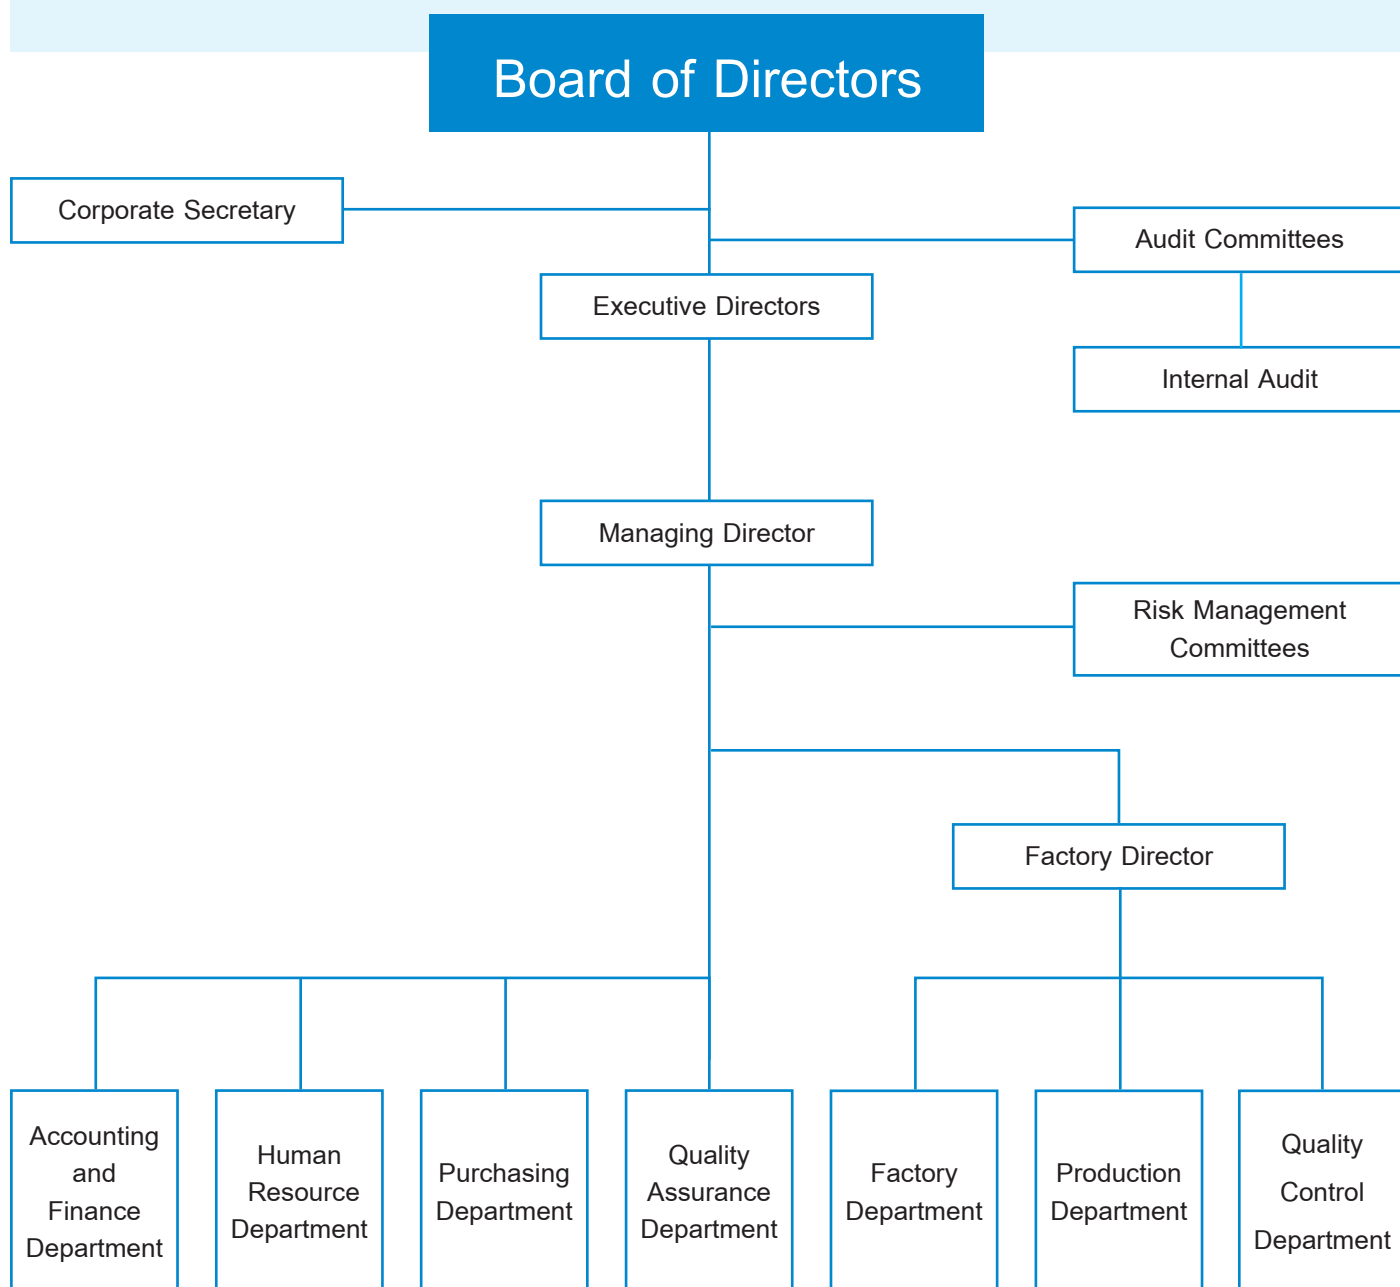 Board of Directors
Corporate Secretary
Audit Committees
Executive Directors
Internal Audit
Managing Director
Risk Management
Committees
Factory Director
Accounting
and
Finance
Department
Human
Resource
Department
Purchasing
Department
Quality
Assurance
Department
Factory
Department
Production
Department
Quality
Control
Department